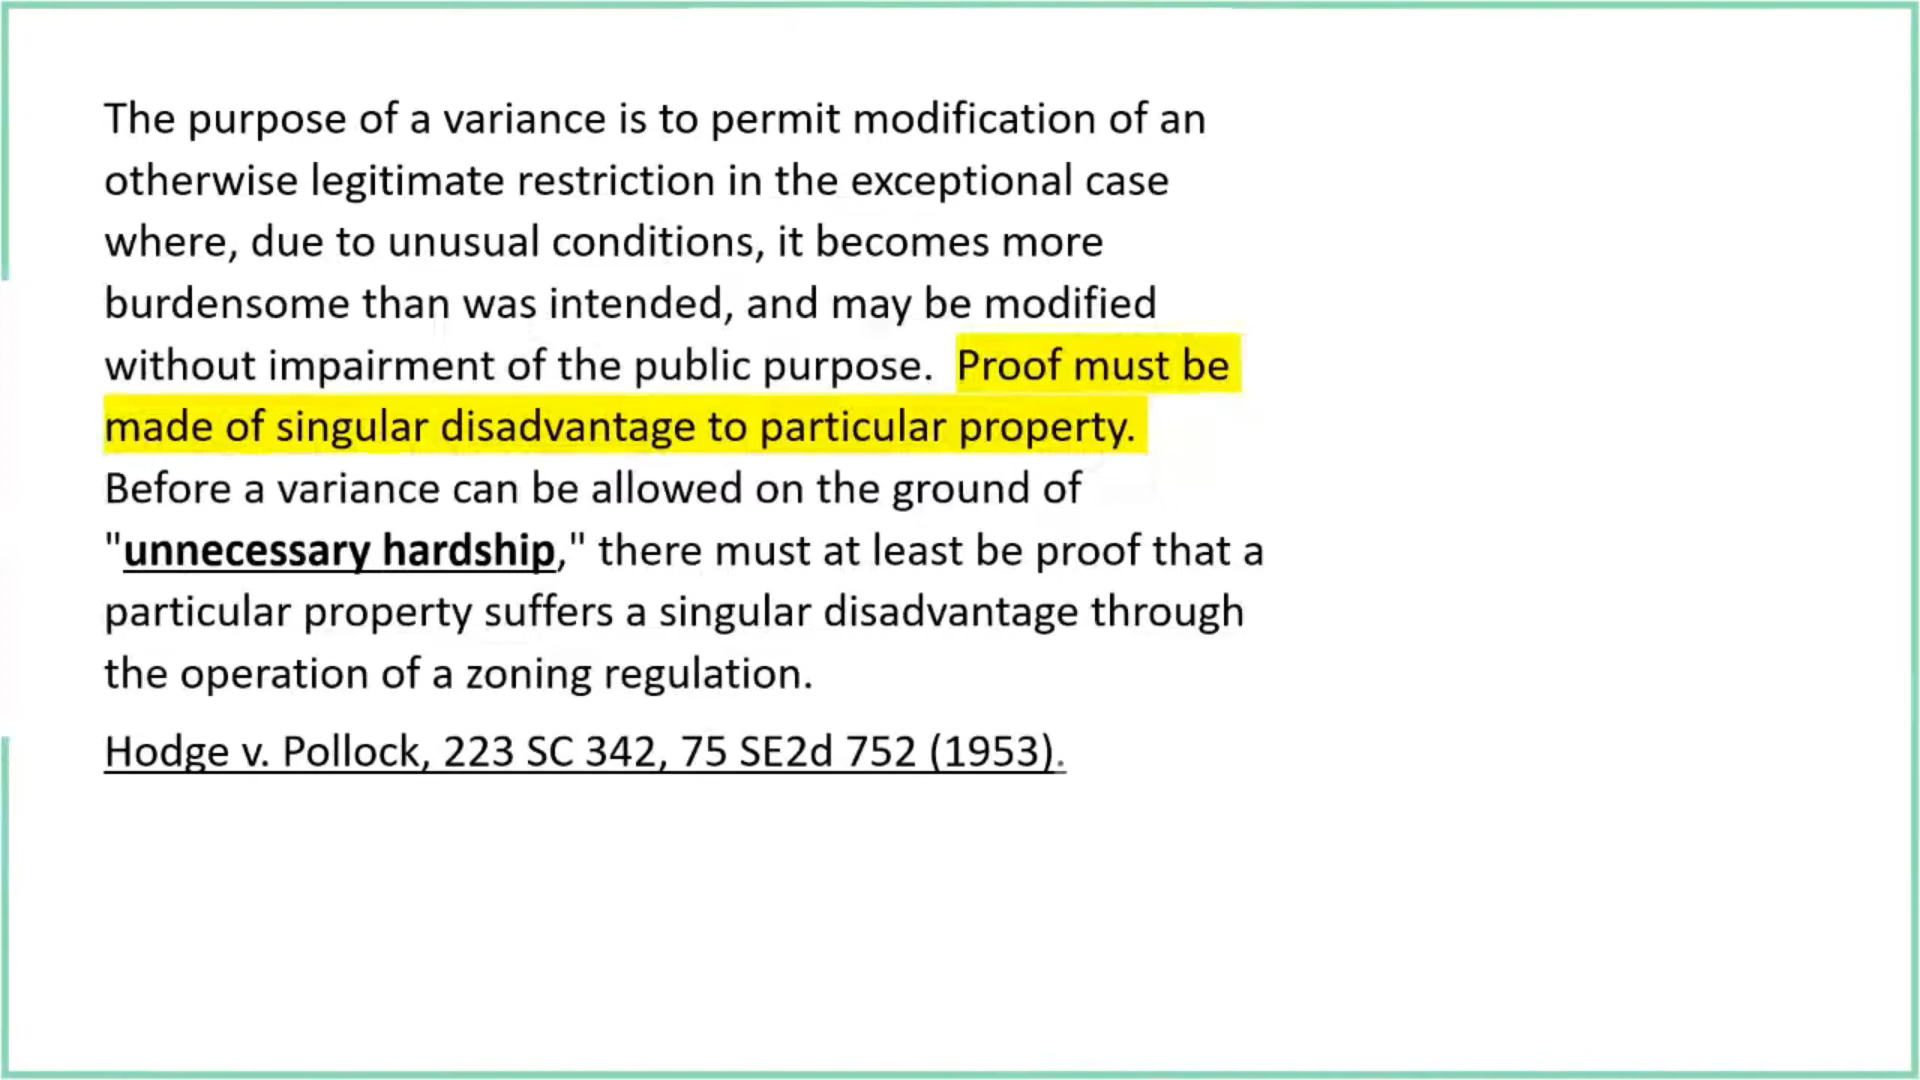 The purpose of a variance is to permit modification of an
otherwise legitimate restriction in the exceptional case
where, due to unusual conditions, it becomes more
burdensome than was intended, and may be modified
without impairment of the public purpose.  Proof must be
made of singular disadvantage to particular property.
Before a variance can be allowed on the ground of
"unnecessary hardship," there must at least be proof that a
particular property suffers a singular disadvantage through
the operation of a zoning regulation.
Hodge v. Pollock, 223 SC 342, 75 SE2d 752 (1953).